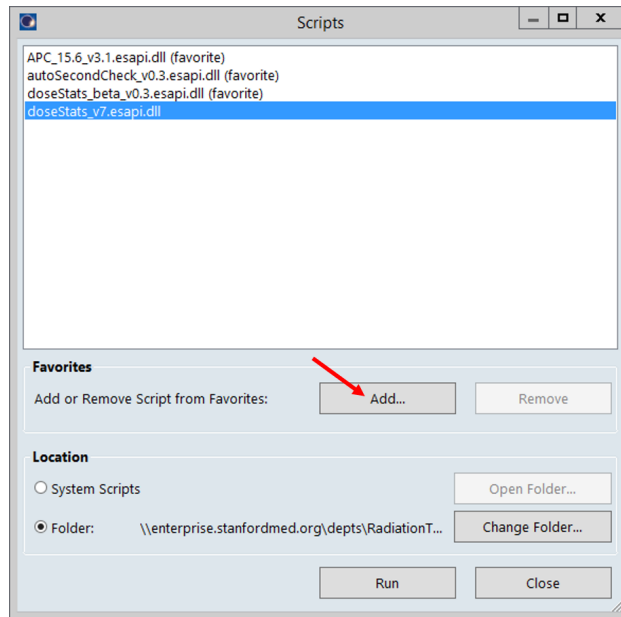 Scripts
APC_15.6_v3.1.esapi.dll (favorite)
autoSecondCheck_v0.3.esapi.dll (favorite)
doseStats_beta_v0.3.esapi.dll (favorite)
doseStats_v7.esapi.dll
Favorites
Add or Remove Script from Favorites: Add... Remove
Location
System Scripts Open Folder...
Folder: \\enterprise.stanfordmed.org\depts\RadiationT... Change Folder...
Run Close